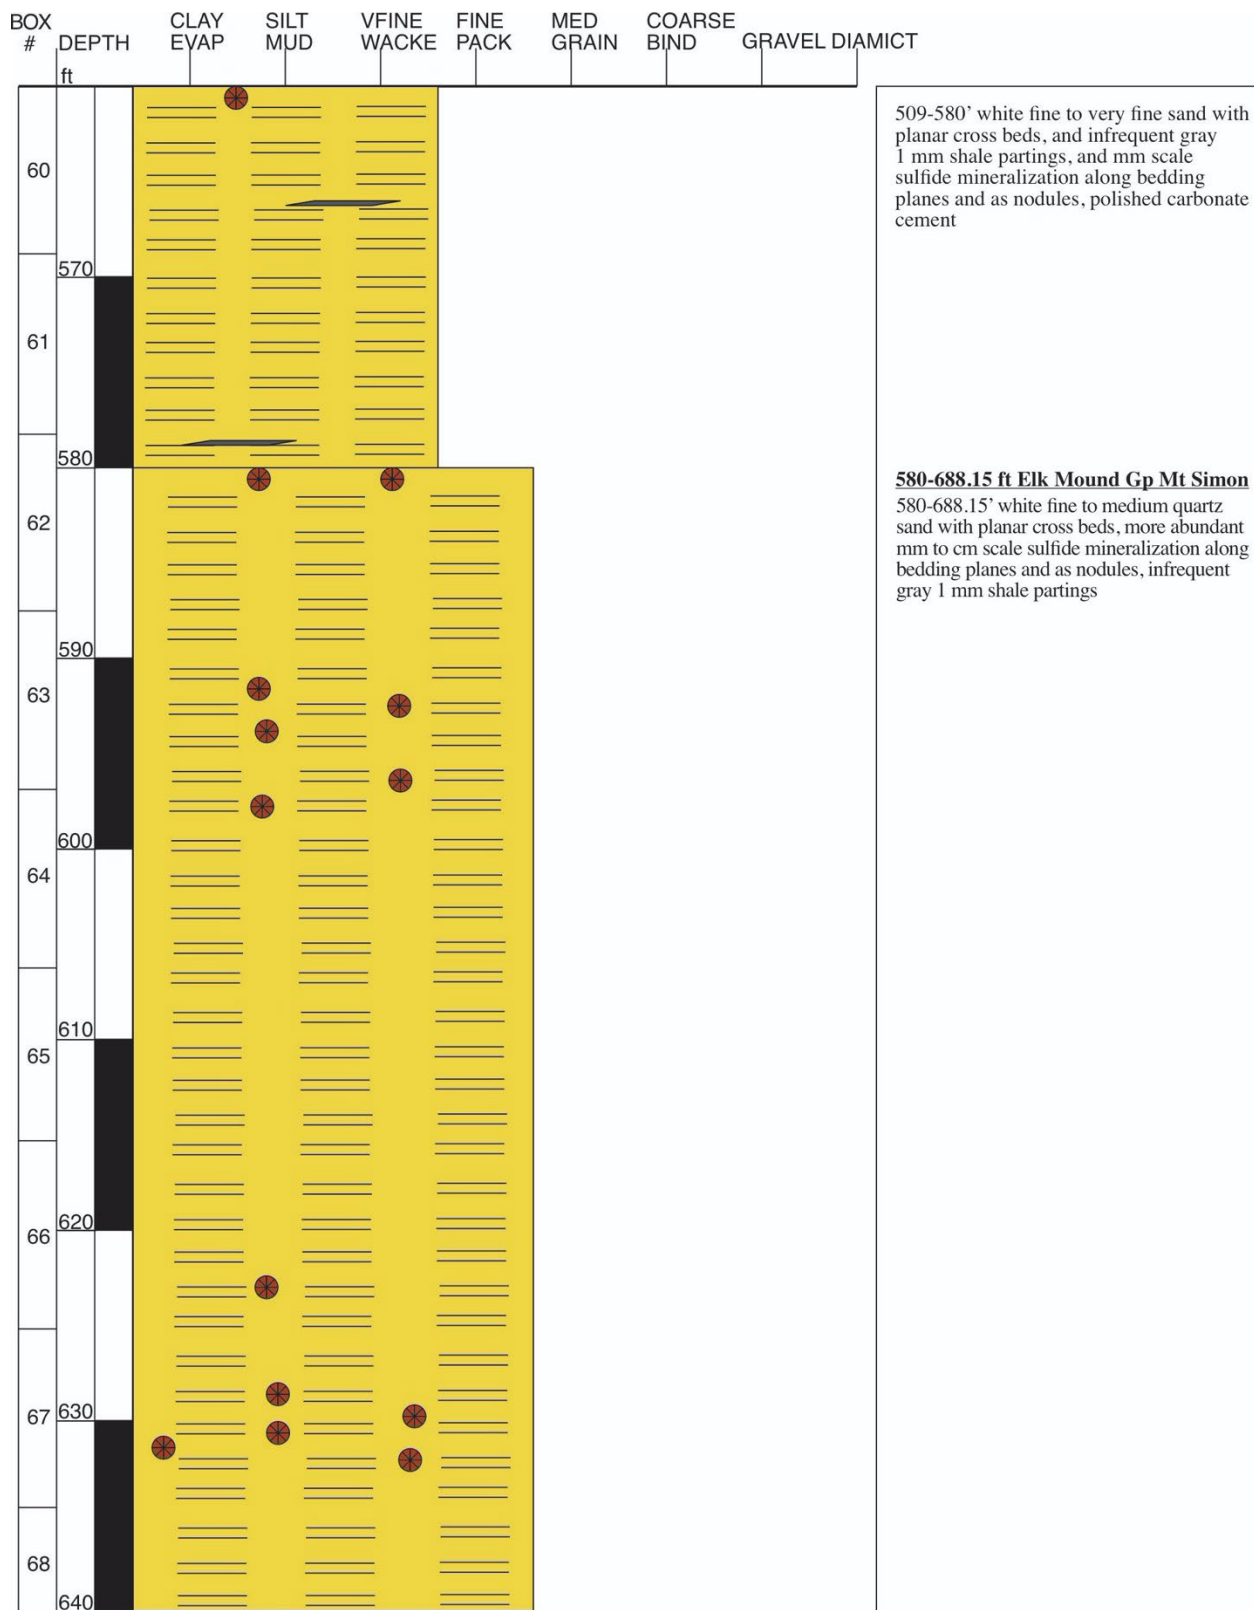 BOX
#
DEPTH
CLAY
EVAP
SILT
MUD
VFINE
WACKE
FINE
PACK
MED
GRAIN
COARSE
BIND
GRAVEL DIAMICT
ft
60
570
61
580
62
590
63
600
64
610
65
620
66
630
67
68
640
509-580’ white fine to very fine sand with
planar cross beds, and infrequent gray
1 mm shale partings, and mm scale
sulfide mineralization along bedding
planes and as nodules, polished carbonate
cement
580-688.15 ft Elk Mound Gp Mt Simon
580-688.15’ white fine to medium quartz
sand with planar cross beds, more abundant
mm to cm scale sulfide mineralization along
bedding planes and as nodules, infrequent
gray 1 mm shale partings